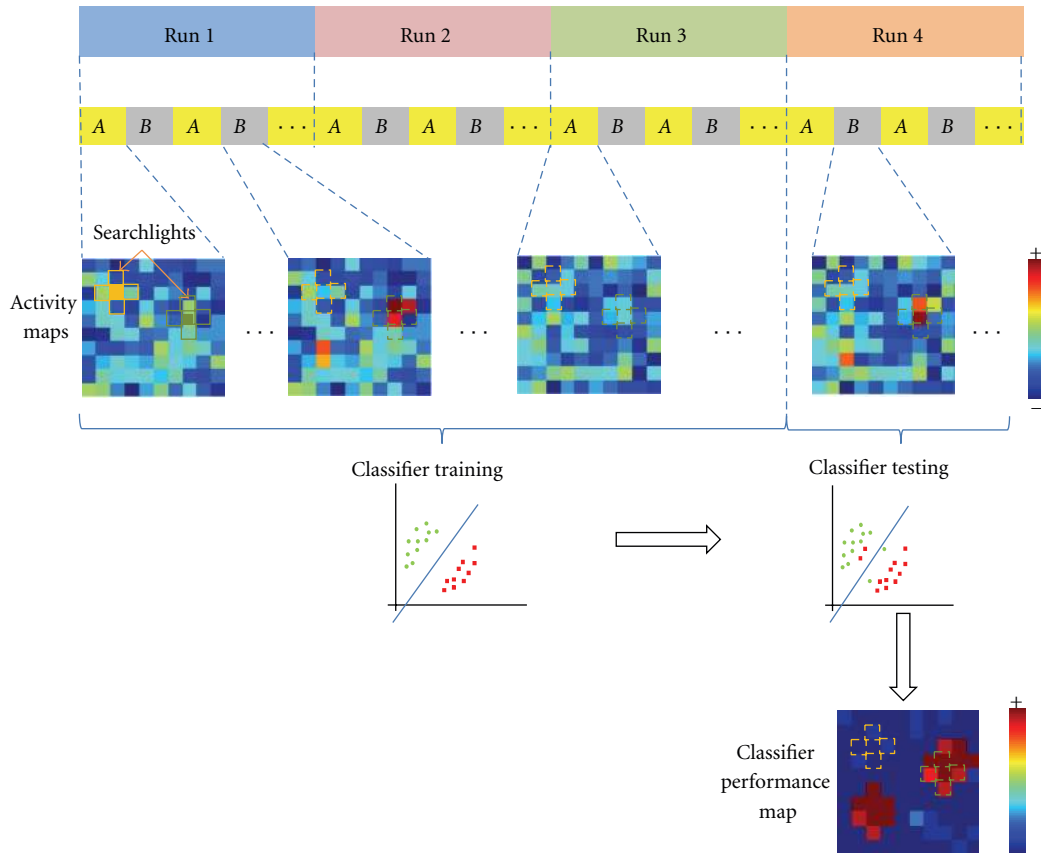 Run 1 Run 2 Run 3 Run 4
A B A B ... A B A B ... A B A B ... A B A B ...
Searchlights
Activity
maps
... ... ... ...
+
−
Classifier training
Classifier testing
Classifier
performance
map
+